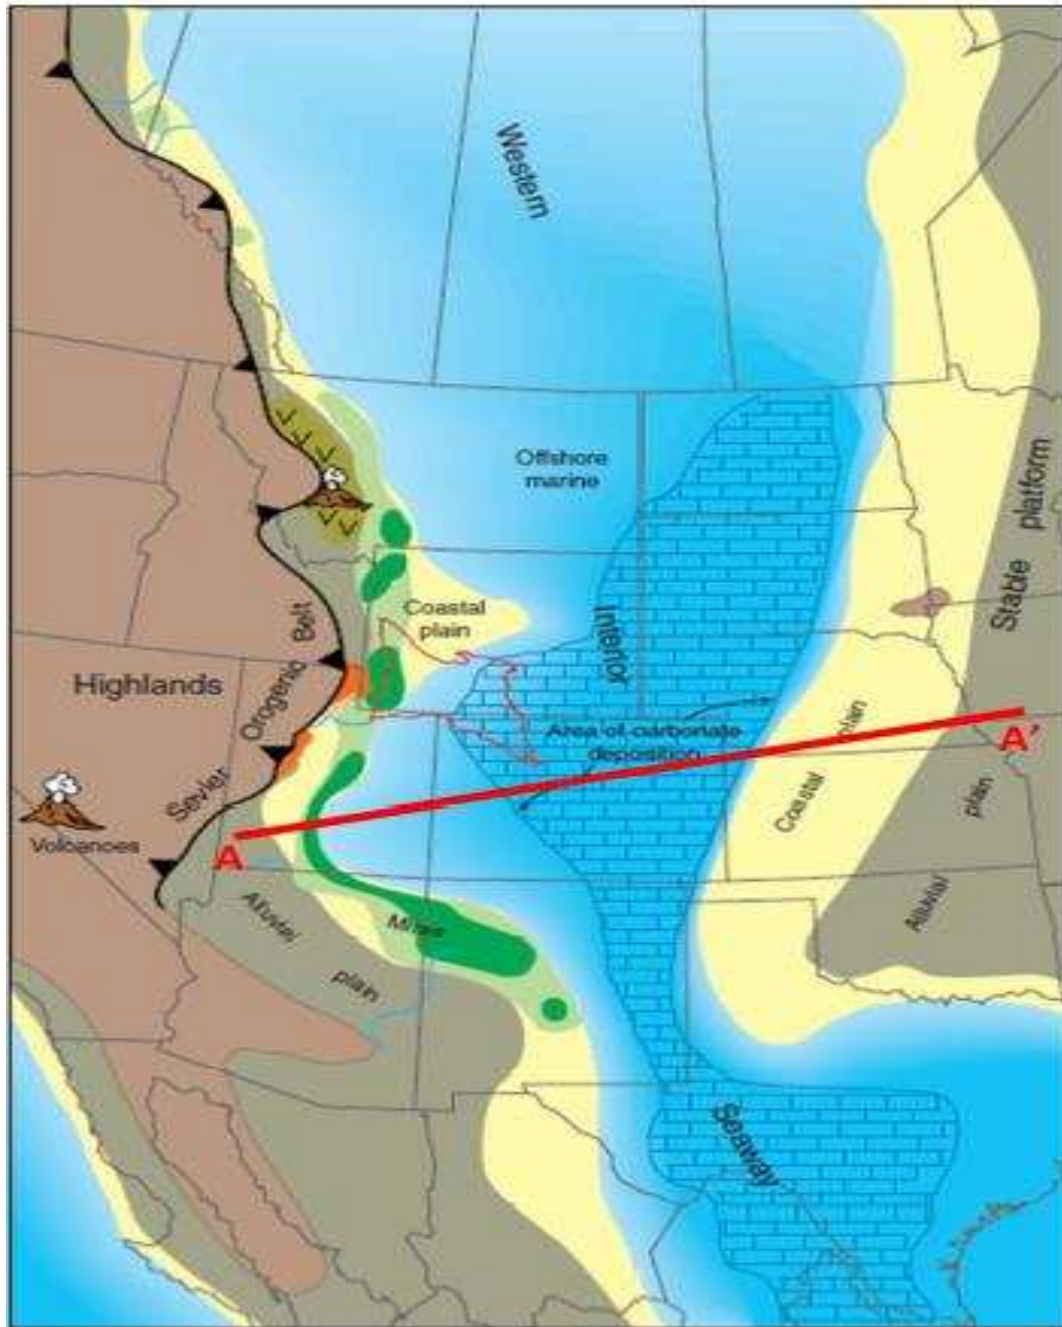 Western
Offshore
marine
Interior
Coastal
plain
Stable
platform
Highlands
Sevier
Orogenic
Belt
Area of carbonate
deposition
Volcanoes
A
A'
Coastal
plain
Alluvial
plain
Alluvial
plain
Seaway